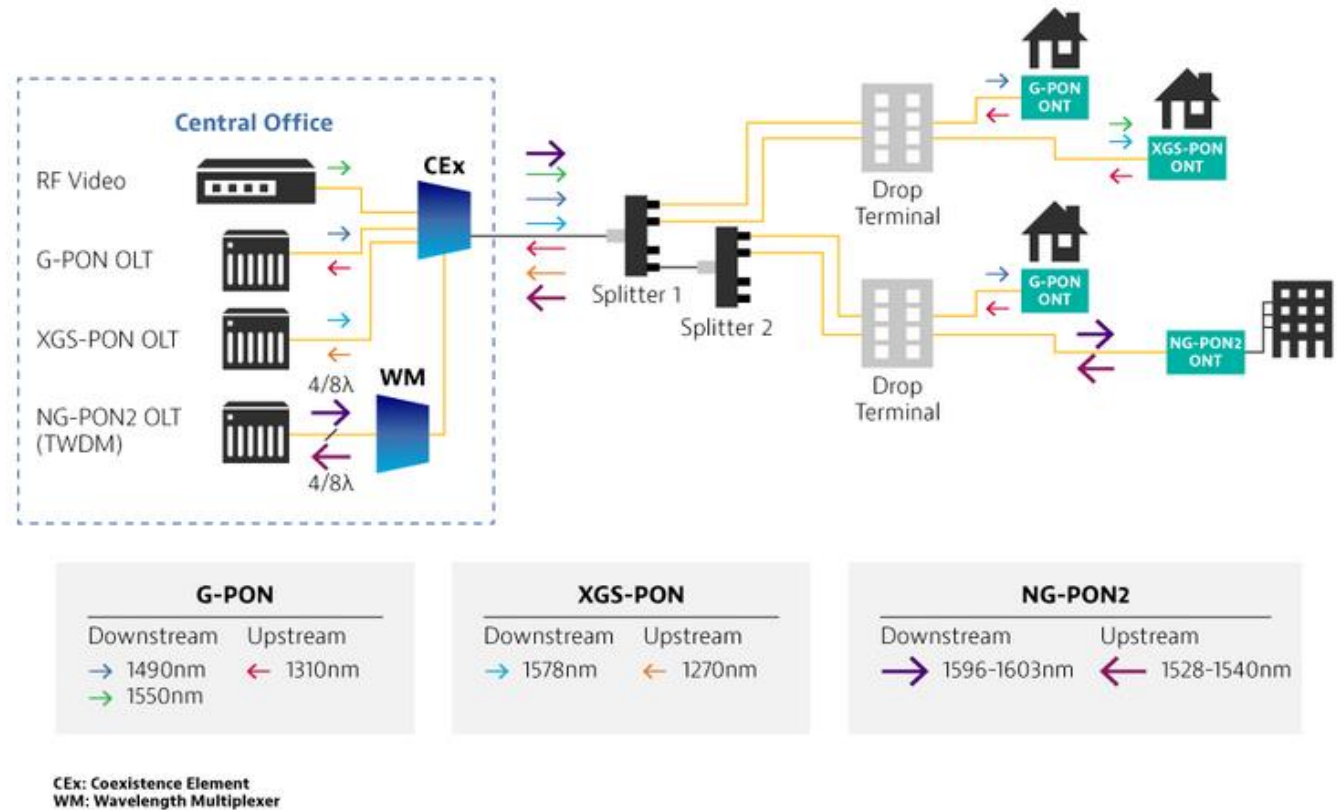 Central Office
RF Video
G-PON OLT
XGS-PON OLT
NG-PON2 OLT
(TWDM)
4/8λ
4/8λ
WM
CEx
Splitter 1
Splitter 2
Drop
Terminal
Drop
Terminal
G-PON
ONT
XGS-PON
ONT
G-PON
ONT
NG-PON2
ONT
G-PON
Downstream Upstream
1490nm 1310nm
1550nm
XGS-PON
Downstream Upstream
1578nm 1270nm
NG-PON2
Downstream Upstream
1596-1603nm 1528-1540nm
CEx: Coexistence Element
WM: Wavelength Multiplexer